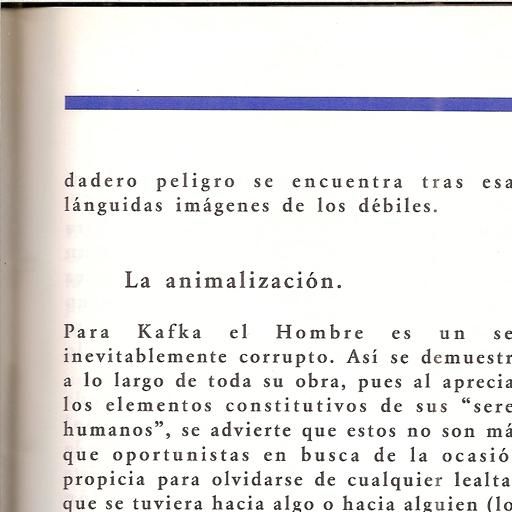 dadero peligro se encuentra tras esa
lánguidas imágenes de los débiles.
La animalización.
Para Kafka el Hombre es un se
inevitablemente corrupto. Así se demuestr
a lo largo de toda su obra, pues al aprecia
los elementos constitutivos de sus “sere
humanos”, se advierte que estos no son má
que oportunistas en busca de la ocasió
propicia para olvidarse de cualquier lealta
que se tuviera hacia algo o hacia alguien (lo